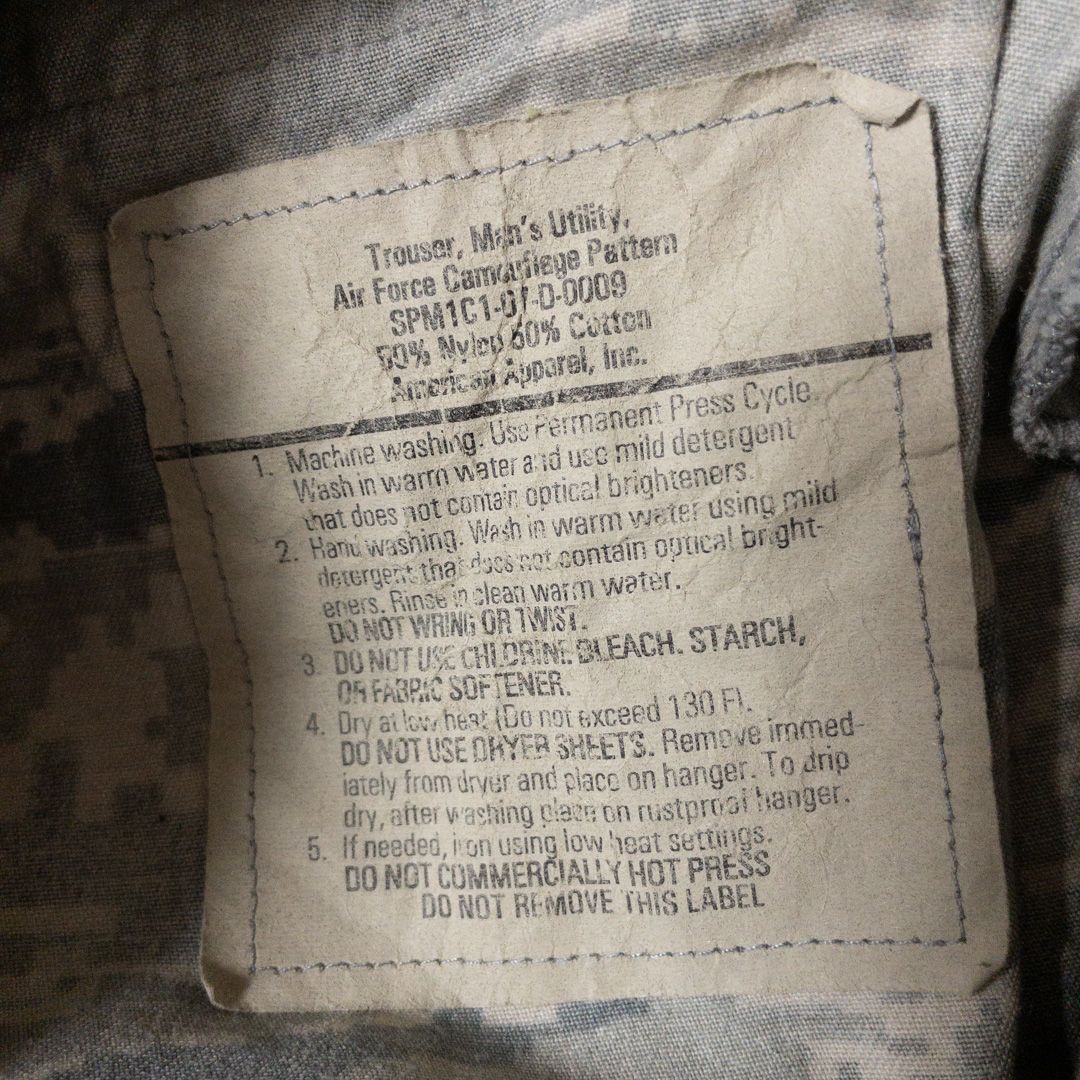 Trouser, Man's Utility,
Air Force Camouflage Pattern
SPM1C1-07-D-0009
50% Nylon 50% Cotton
American Apparel, Inc.
1. Machine washing. Use Permanent Press Cycle.
Wash in warm water and use mild detergent
that does not contain optical brighteners.
2. Hand washing. Wash in warm water using mild
detergent that does not contain optical bright-
eners. Rinse in clean warm water.
DO NOT WRING OR TWIST.
3. DO NOT USE CHLORINE BLEACH. STARCH,
OR FABRIC SOFTENER.
4. Dry at low heat (Do not exceed 130 F).
DO NOT USE DRYER SHEETS. Remove immed-
iately from dryer and place on hanger. To drip
dry, after washing place on rustproof hanger.
5. If needed, iron using low heat settings.
DO NOT COMMERCIALLY HOT PRESS
DO NOT REMOVE THIS LABEL